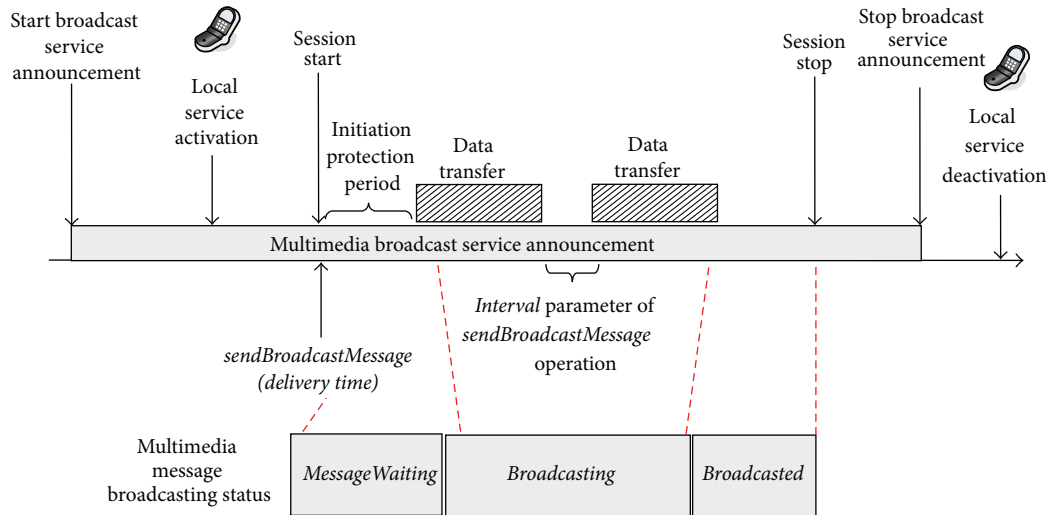 Start broadcast
service
announcement
Local
service
activation
Session
start
Initiation
protection
period
Data
transfer
Data
transfer
Session
stop
Stop broadcast
service
announcement
Local
service
deactivation
Multimedia broadcast service announcement
sendBroadcastMessage
(delivery time)
Interval parameter of
sendBroadcastMessage
operation
Multimedia
message
broadcasting status
MessageWaiting
Broadcasting
Broadcasted